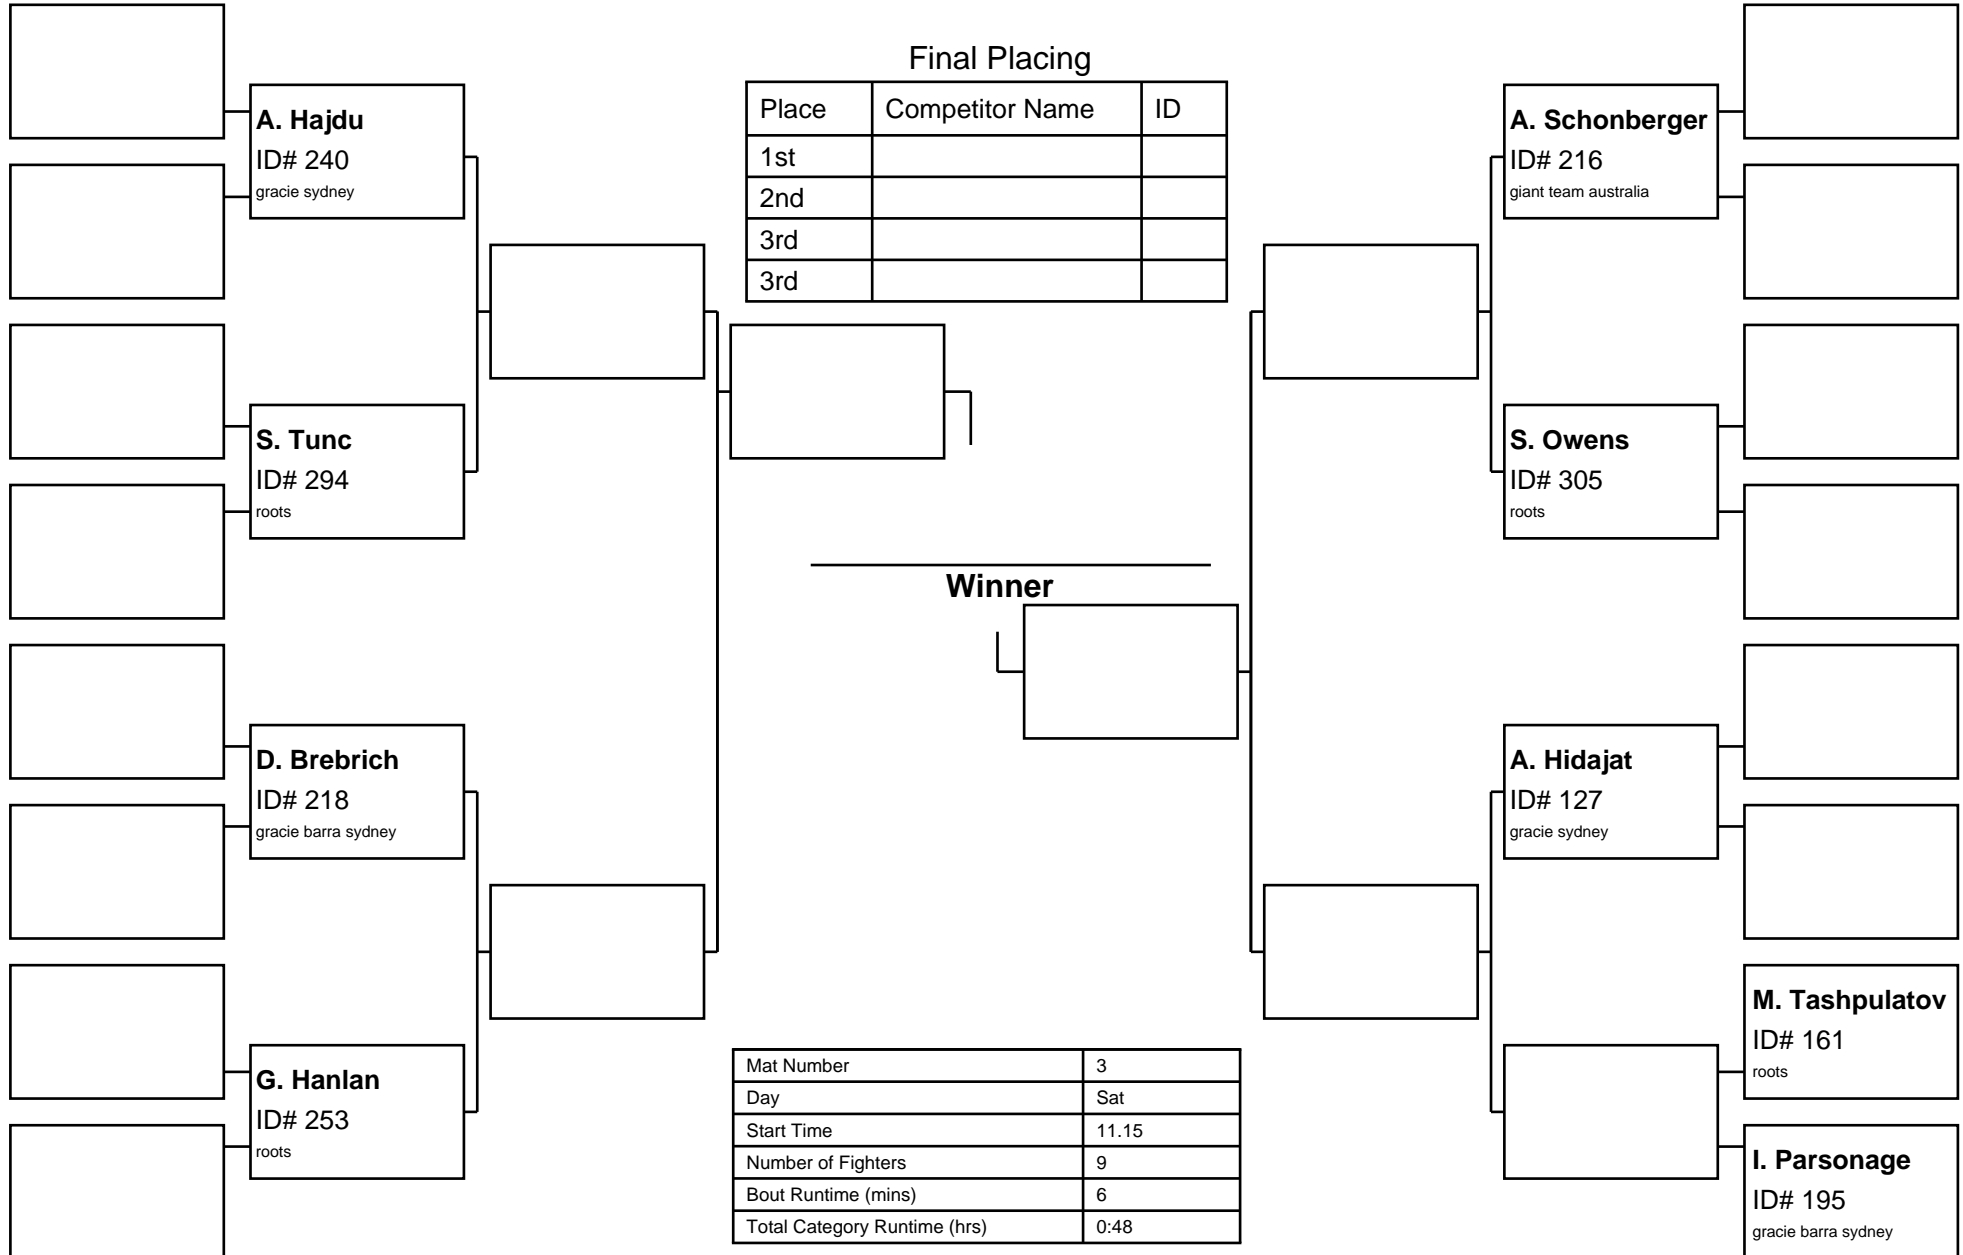 Final Placing
Place Competitor Name ID
1st
2nd
3rd
3rd
A. Hajdu
ID# 240
gracie sydney
S. Tunc
ID# 294
roots
D. Brebrich
ID# 218
gracie barra sydney
G. Hanlan
ID# 253
roots
Winner
A. Schonberger
ID# 216
giant team australia
S. Owens
ID# 305
roots
A. Hidajat
ID# 127
gracie sydney
M. Tashpulatov
ID# 161
roots
I. Parsonage
ID# 195
gracie barra sydney
Mat Number 3
Day Sat
Start Time 11.15
Number of Fighters 9
Bout Runtime (mins) 6
Total Category Runtime (hrs) 0:48